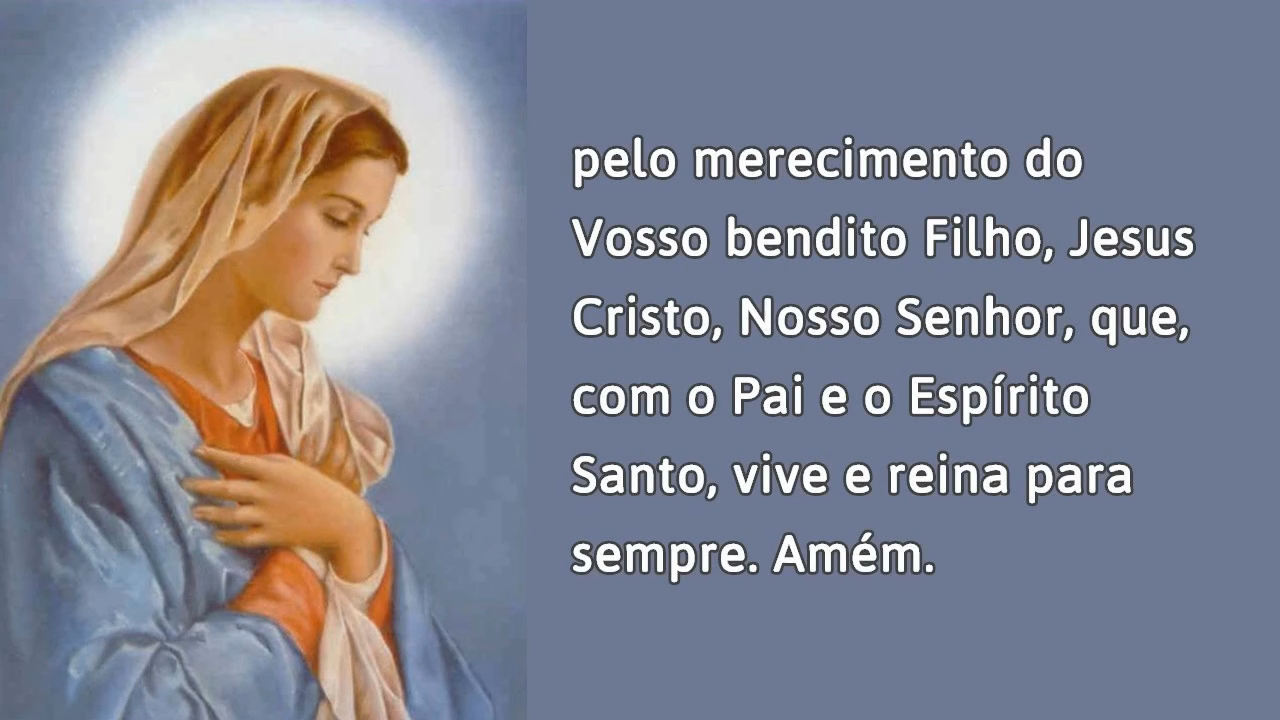 pelo merecimento do
Vosso bendito Filho, Jesus
Cristo, Nosso Senhor, que,
com o Pai e o Espírito
Santo, vive e reina para
sempre. Amém.